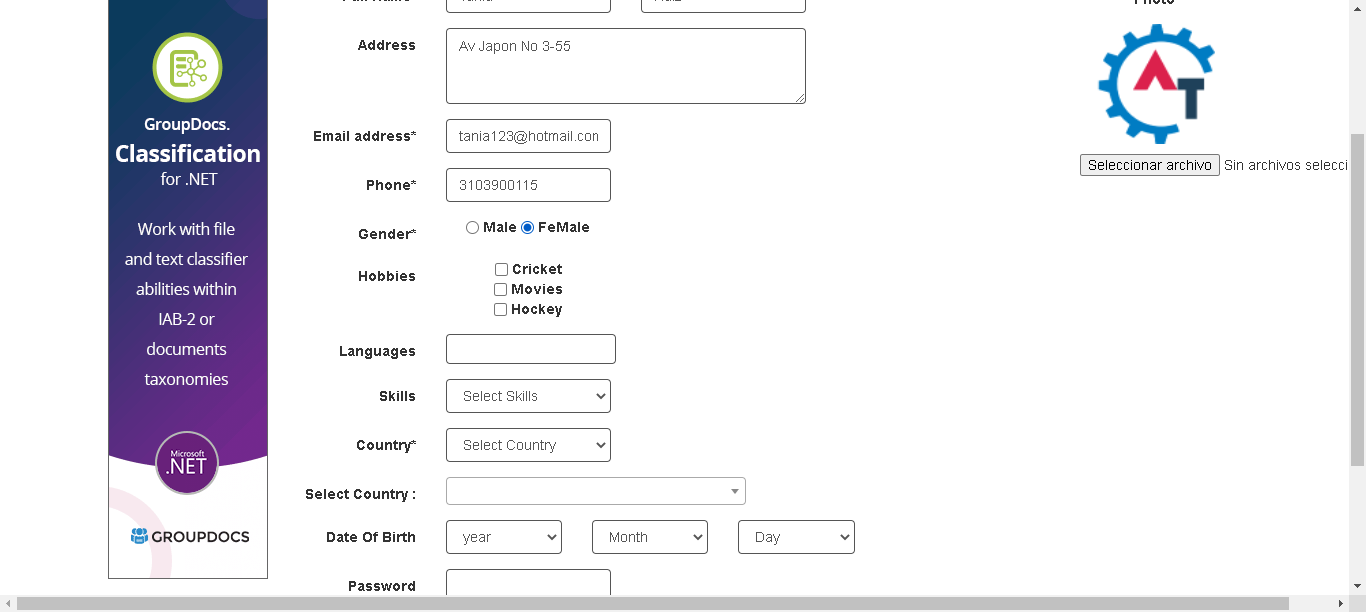 GroupDocs.
Classification
for .NET
Work with file
and text classifier
abilities within
IAB-2 or
documents
taxonomies
Microsoft
.NET
GROUPDOCS
Address
Av Japon No 3-55
Email address*
tania123@hotmail.con
Phone*
3103900115
Gender*
Male FeMale
Hobbies
Cricket
Movies
Hockey
Languages
Skills
Select Skills
Country*
Select Country
Select Country :
Date Of Birth
year Month Day
Password
AT
Seleccionar archivo Sin archivos selecci